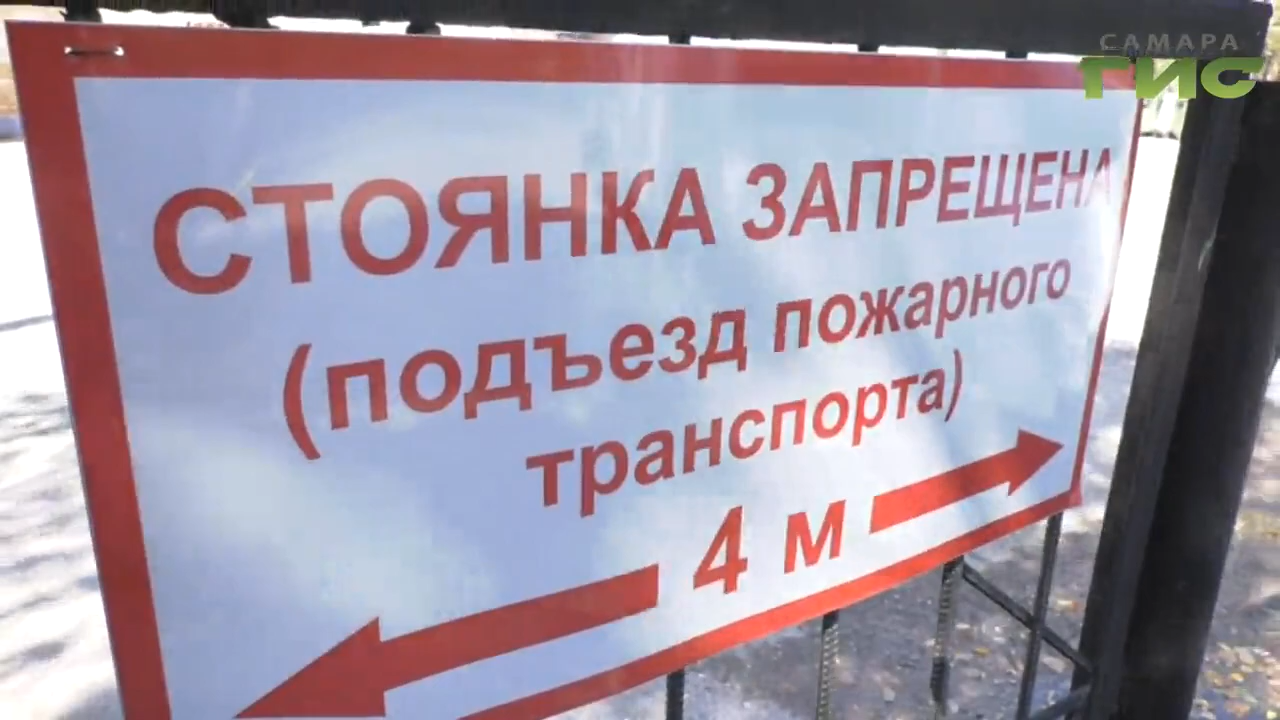 САМАРА
ГИС
СТОЯНКА ЗАПРЕЩЕНА
(подъезд пожарного
транспорта)
4 м